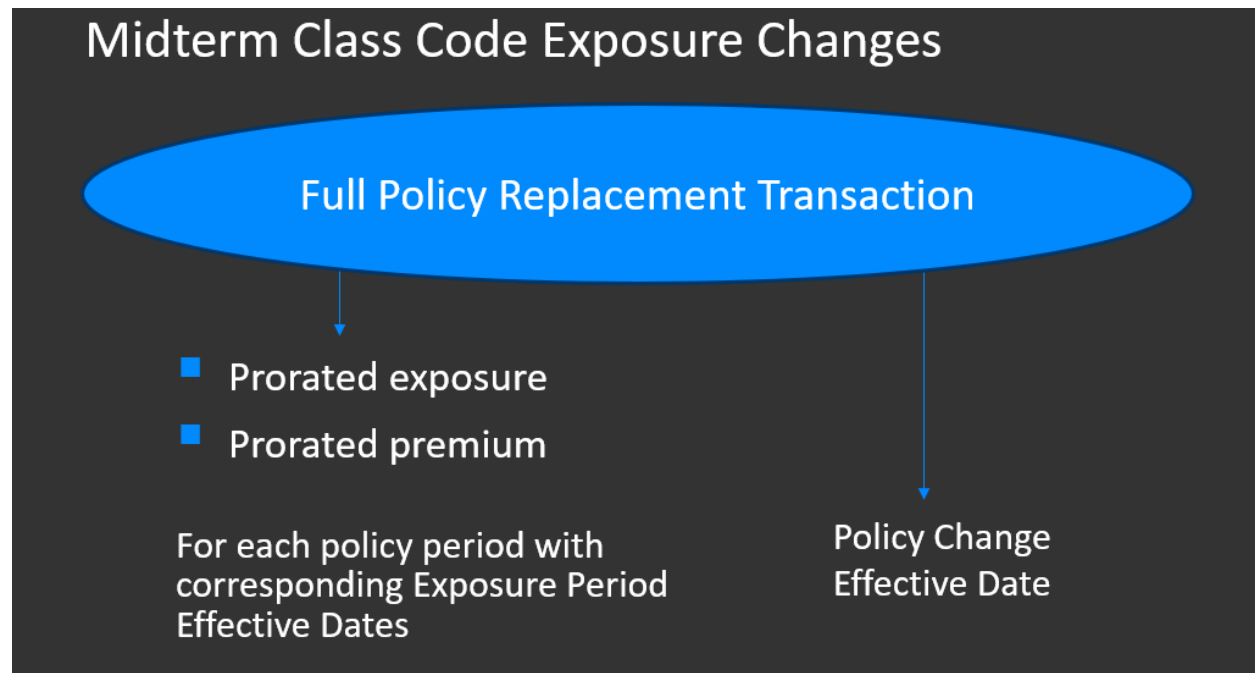 Midterm Class Code Exposure Changes
Full Policy Replacement Transaction
Prorated exposure
Prorated premium
For each policy period with
corresponding Exposure Period
Effective Dates
Policy Change
Effective Date